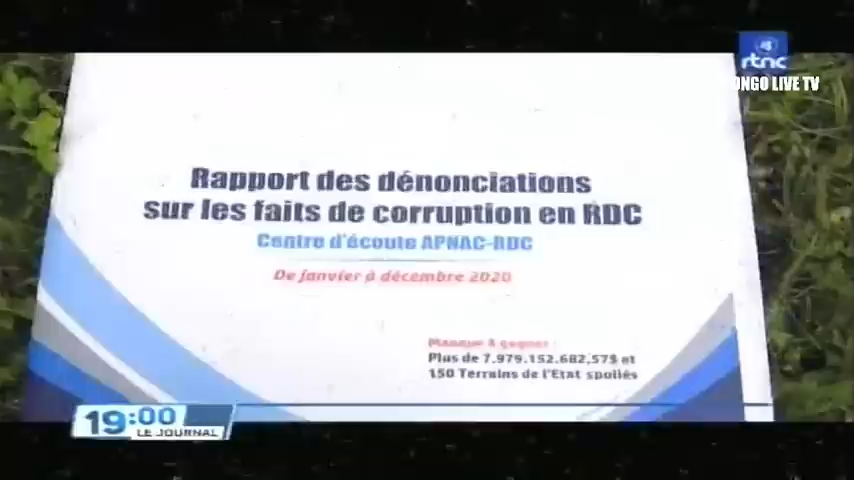 rtnc
ONGO LIVE TV
Rapport des dénonciations
sur les faits de corruption en RDC
Centre d'écoute APNAC-RDC
De janvier à décembre 2020
Manque à gagner :
Plus de 7.979.152.682,57$ et
150 Terrains de l'Etat spoliés
19:00
LE JOURNAL